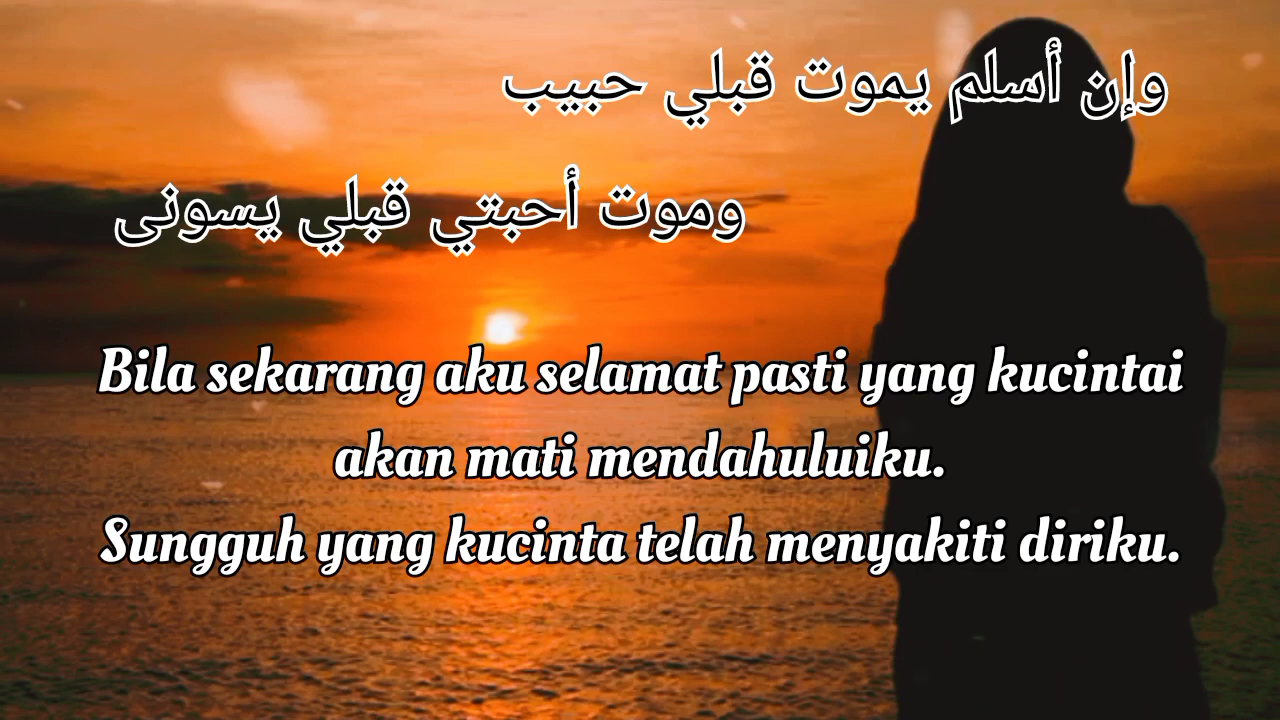 وإن أسلم يموت قبلي حبيب
وموت أحبتي قبلي يسونى
Bila sekarang aku selamat pasti yang kucintai
akan mati mendahuluiku.
Sungguh yang kucinta telah menyakiti diriku.